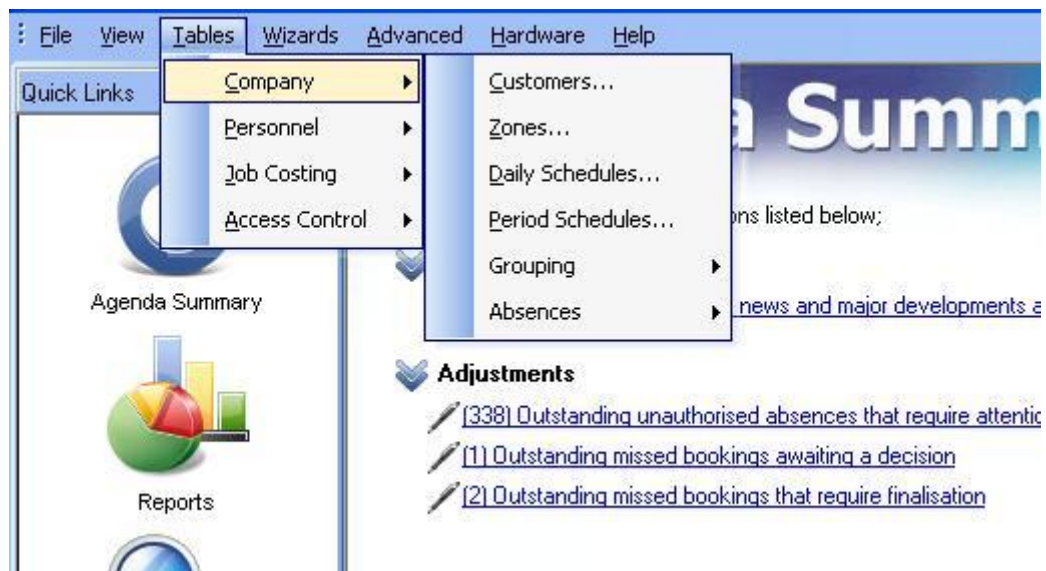 File View Tables Wizards Advanced Hardware Help
Quick Links
Company
Personnel
Job Costing
Access Control
Customers...
Zones...
Daily Schedules...
Period Schedules...
Grouping
Absences
listed below;
news and major developments
Agenda Summary
Adjustments
(338) Outstanding unauthorised absences that require
(1) Outstanding missed bookings awaiting a decision
(2) Outstanding missed bookings that require finalisation
Reports